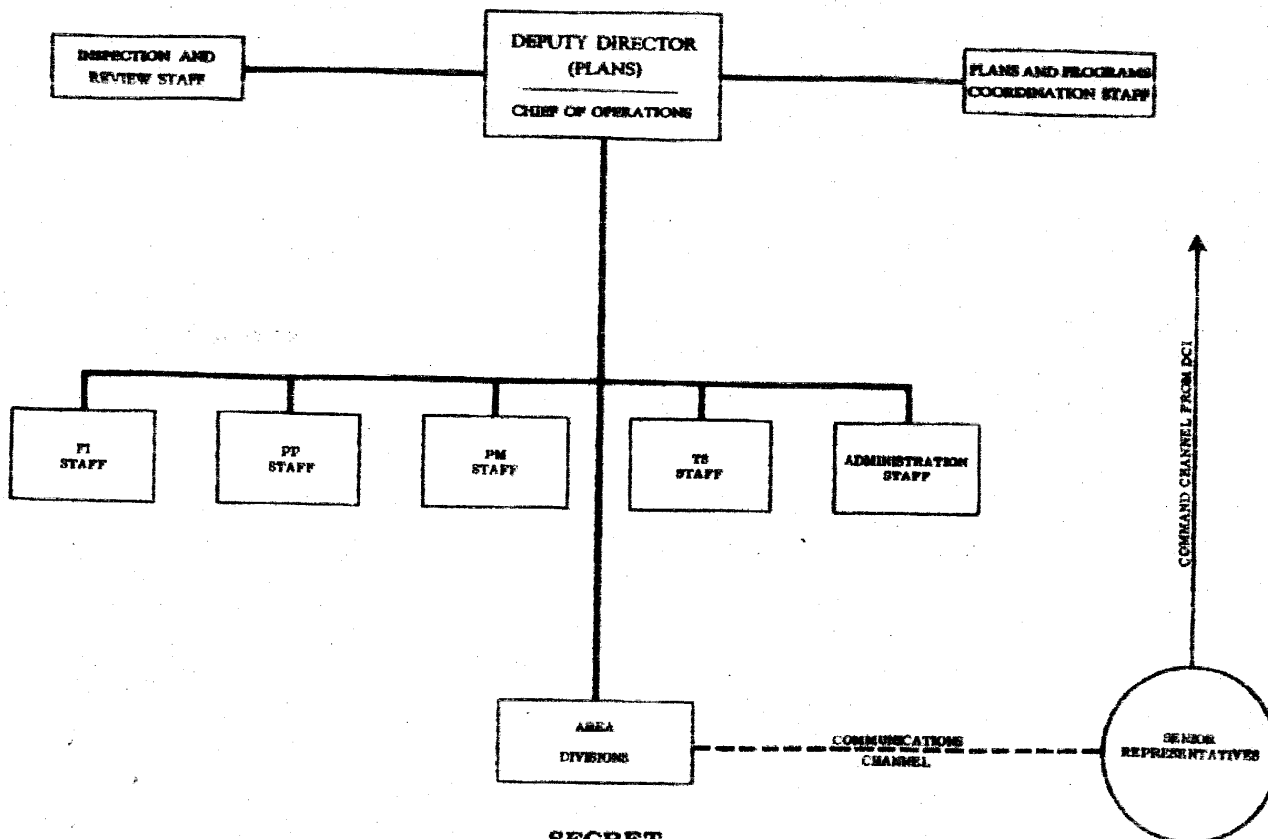 DEPUTY DIRECTOR
(PLANS)
CHIEF OF OPERATIONS
INSPECTION AND
REVIEW STAFF
PLANS AND PROGRAMS
COORDINATION STAFF
FI
STAFF
PP
STAFF
PM
STAFF
TS
STAFF
ADMINISTRATION
STAFF
COMMAND CHANNEL FROM DCI
AREA
DIVISIONS
COMMUNICATIONS
CHANNEL
SENIOR
REPRESENTATIVES
SECRET